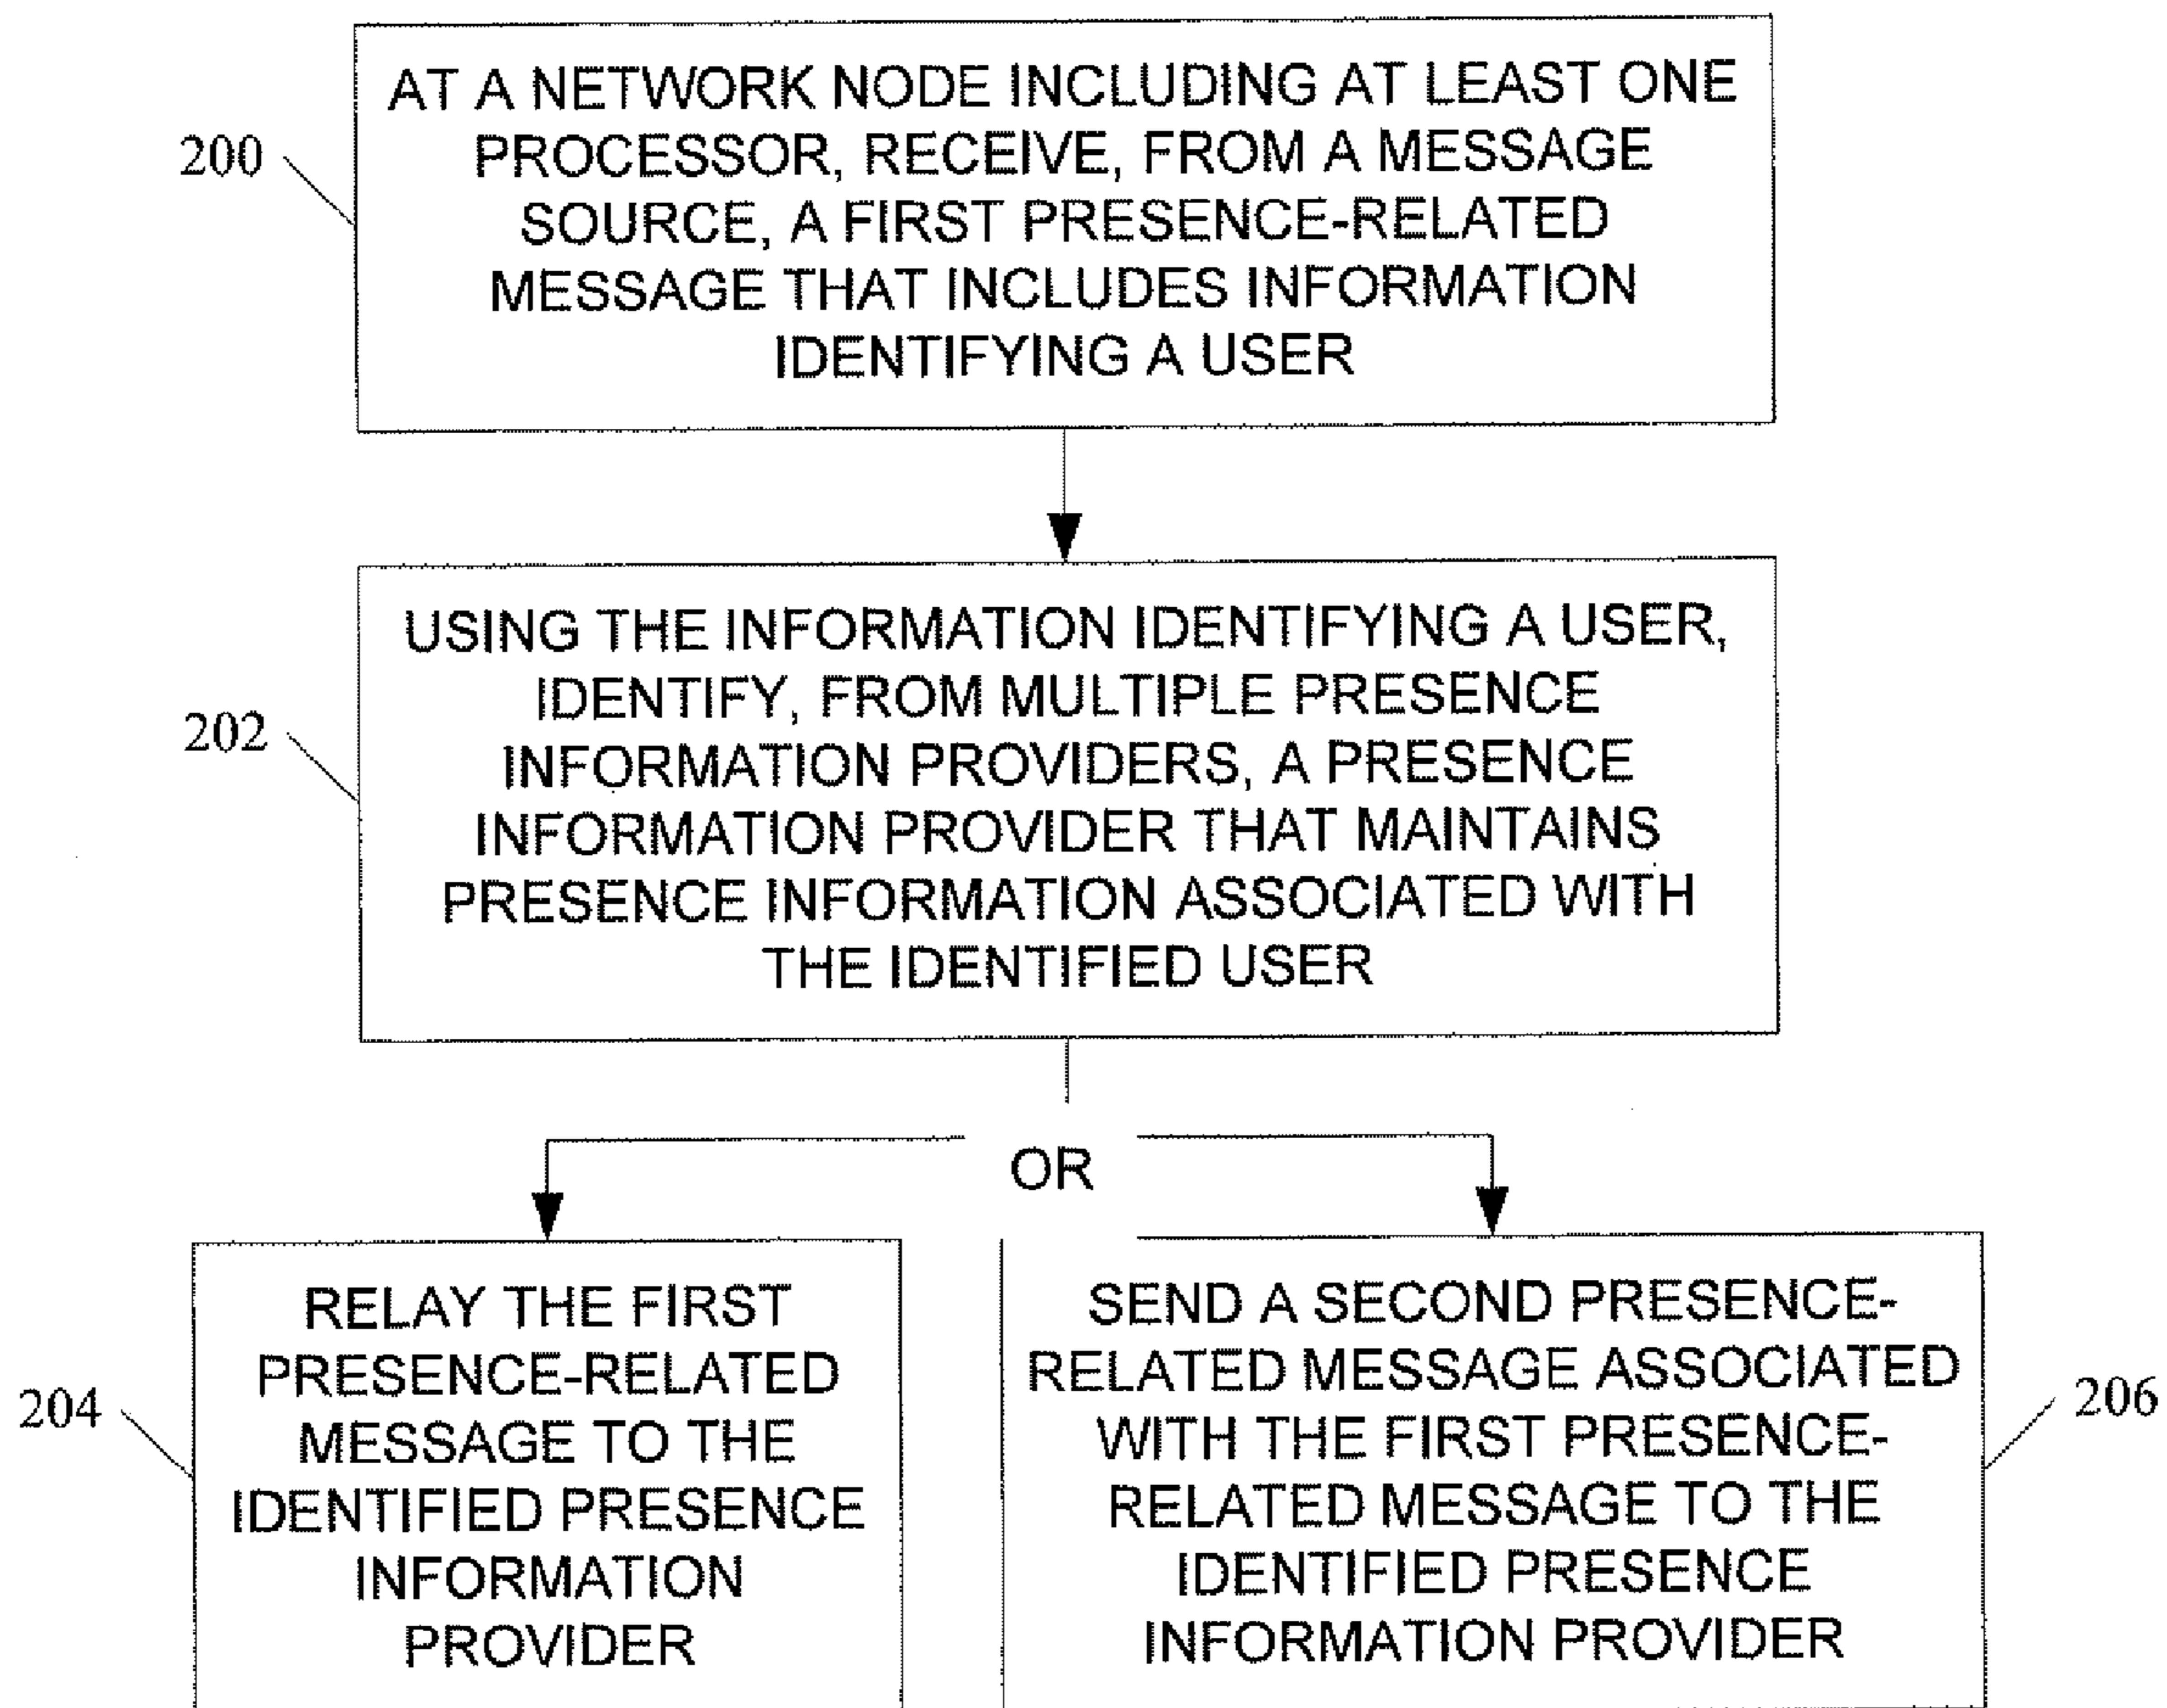 200
AT A NETWORK NODE INCLUDING AT LEAST ONE
PROCESSOR, RECEIVE, FROM A MESSAGE
SOURCE, A FIRST PRESENCE-RELATED
MESSAGE THAT INCLUDES INFORMATION
IDENTIFYING A USER
202
USING THE INFORMATION IDENTIFYING A USER,
IDENTIFY, FROM MULTIPLE PRESENCE
INFORMATION PROVIDERS, A PRESENCE
INFORMATION PROVIDER THAT MAINTAINS
PRESENCE INFORMATION ASSOCIATED WITH
THE IDENTIFIED USER
OR
204
RELAY THE FIRST
PRESENCE-RELATED
MESSAGE TO THE
IDENTIFIED PRESENCE
INFORMATION
PROVIDER
SEND A SECOND PRESENCE-
RELATED MESSAGE ASSOCIATED
WITH THE FIRST PRESENCE-
RELATED MESSAGE TO THE
IDENTIFIED PRESENCE
INFORMATION PROVIDER
206